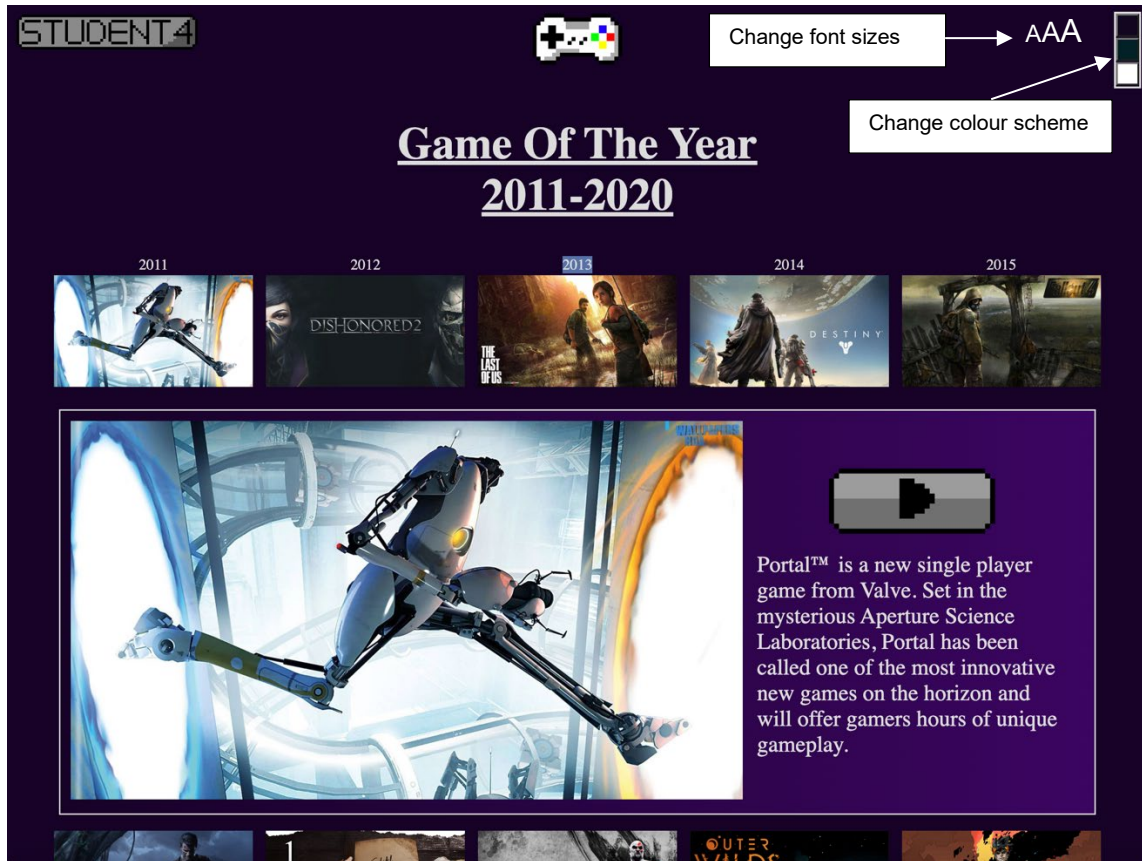 STUDENT4
Change font sizes
AAA
Change colour scheme
Game Of The Year
2011-2020
2011
2012
2013
2014
2015
DISHONORED2
THE
LAST
OF US
DESTINY
Portal™ is a new single player
game from Valve. Set in the
mysterious Aperture Science
Laboratories, Portal has been
called one of the most innovative
new games on the horizon and
will offer gamers hours of unique
gameplay.
OUTER
WILDS